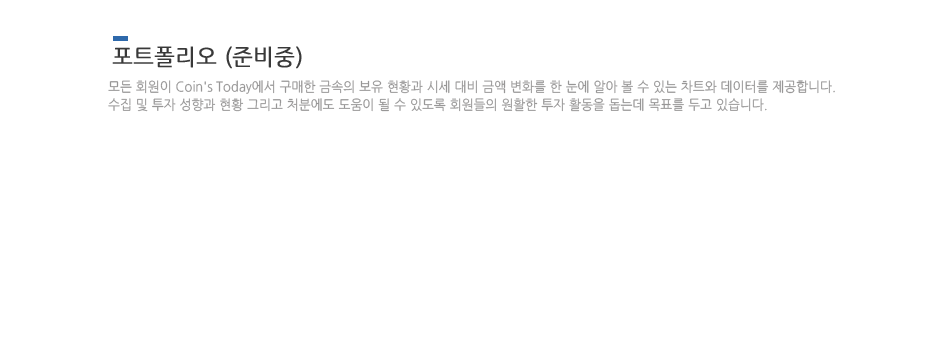 포트폴리오 (준비중)
모든 회원이 Coin's Today에서 구매한 금속의 보유 현황과 시세 대비 금액 변화를 한 눈에 알아 볼 수 있는 차트와 데이터를 제공합니다.
수집 및 투자 성향과 현황 그리고 처분에도 도움이 될 수 있도록 회원들의 원활한 투자 활동을 돕는데 목표를 두고 있습니다.